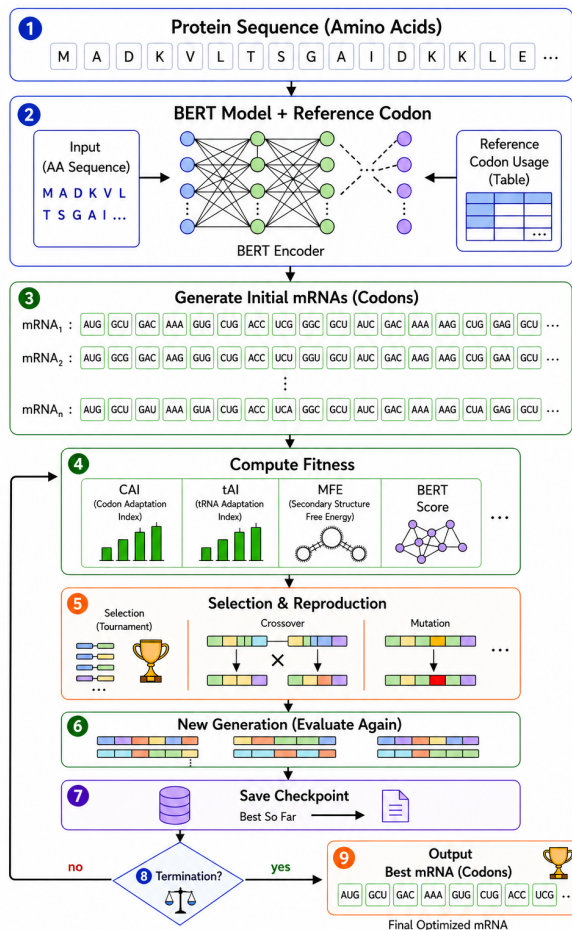 1 Protein Sequence (Amino Acids)
M A D K V L T S G A I D K K L E ...
2 BERT Model + Reference Codon
Input
(AA Sequence)
M A D K V L
T S G A I ...
BERT Encoder
Reference
Codon Usage
(Table)
...
3 Generate Initial mRNAs (Codons)
mRNA1 : AUG GCU GAC AAA GUG CUG ACC UCG GGC GCU AUC GAC AAA AAG CUG GAG GCU ...
mRNA2 : AUG GCG GAC AAG GUG CUG ACC UCU GGU GCU AUC GAC AAG AAG CUG GAA GCU ...
mRNAn : AUG GCU GAU AAA GUA CUG ACC UCA GGC GCU AUC GAC AAA AAG CUA GAG GCU ...
4 Compute Fitness
CAI
(Codon Adaptation
Index)
tAI
(tRNA Adaptation
Index)
MFE
(Secondary Structure
Free Energy)
BERT
Score
...
5 Selection & Reproduction
Selection
(Tournament)
...
Crossover
Mutation
...
6 New Generation (Evaluate Again)
7 Save Checkpoint
Best So Far
no
8 Termination?
yes
9 Output
Best mRNA (Codons)
AUG GCU GAC AAA GUG CUG ACC UCG ...
Final Optimized mRNA